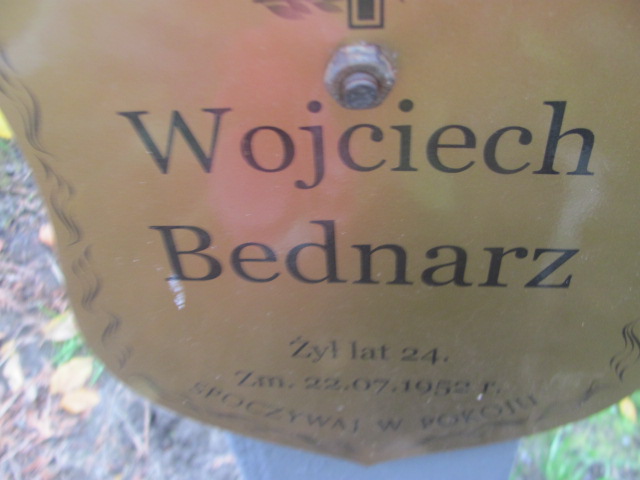 Wojciech
Bednarz
Żył lat 24.
Zm. 22.07.1952 r.
SPOCZYWAJ W POKOJU